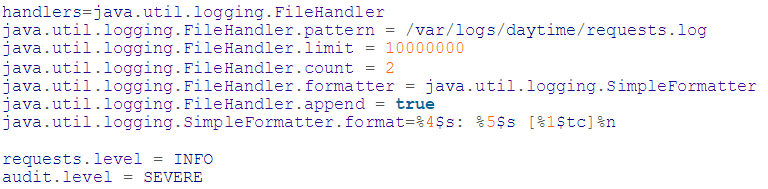 handlers=java.util.logging.FileHandler
java.util.logging.FileHandler.pattern = /var/logs/daytime/requests.log
java.util.logging.FileHandler.limit = 10000000
java.util.logging.FileHandler.count = 2
java.util.logging.FileHandler.formatter = java.util.logging.SimpleFormatter
java.util.logging.FileHandler.append = true
java.util.logging.SimpleFormatter.format=%4$s: %5$s [%1$tc]%n
requests.level = INFO
audit.level = SEVERE